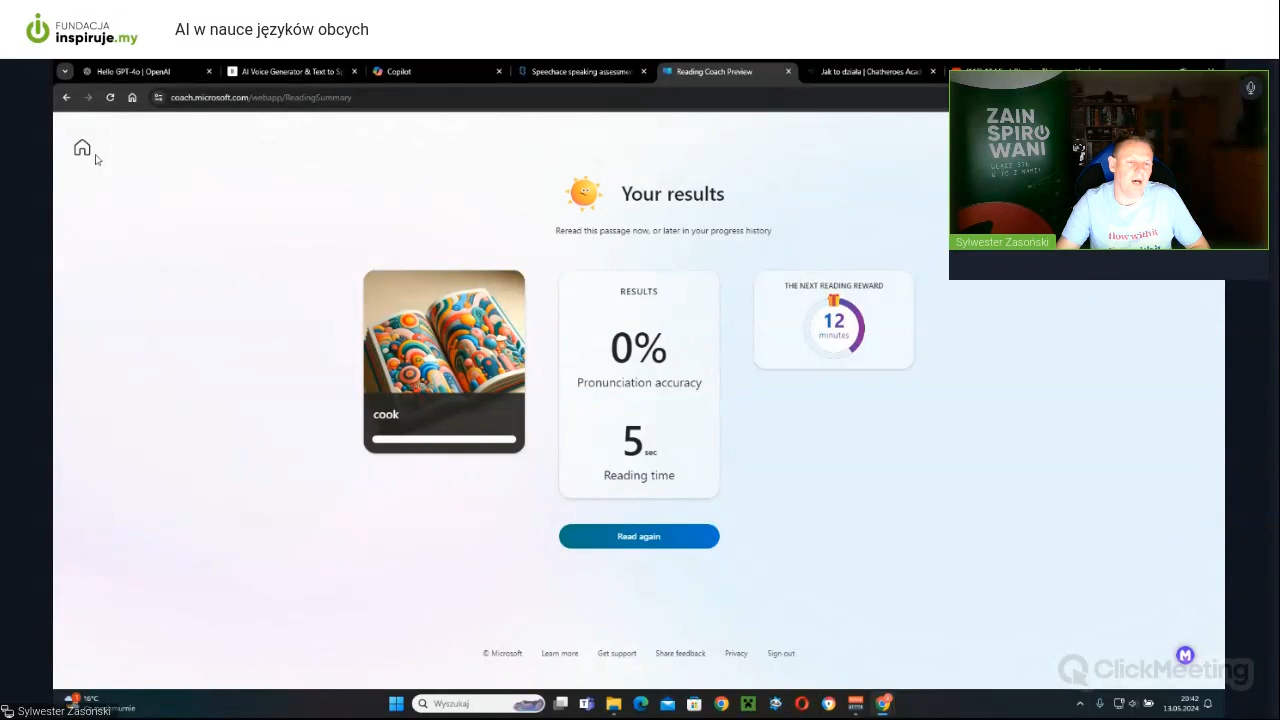 FUNDACJA
inspiruje.my
AI w nauce języków obcych
Hello GPT-4o | OpenAI
AI Voice Generator & Text to Sp
Copilot
Speechace speaking assessmen
Reading Coach Preview
Jak to działa | Chatheroes Acad
coach.microsoft.com/webapp/ReadingSummary
ZAIN
SPIRO
WANI
Sylwester Zasoński
Your results
Reread this passage now, or later in your progress history
cook
RESULTS
0%
Pronunciation accuracy
5 sec
Reading time
THE NEXT READING REWARD
12
minutes
Read again
© Microsoft
Learn more
Get support
Share feedback
Privacy
Sign out
M
ClickMeeting
16°C
Wyszukaj
20:42
13.05.2024
Sylwester Zasoński